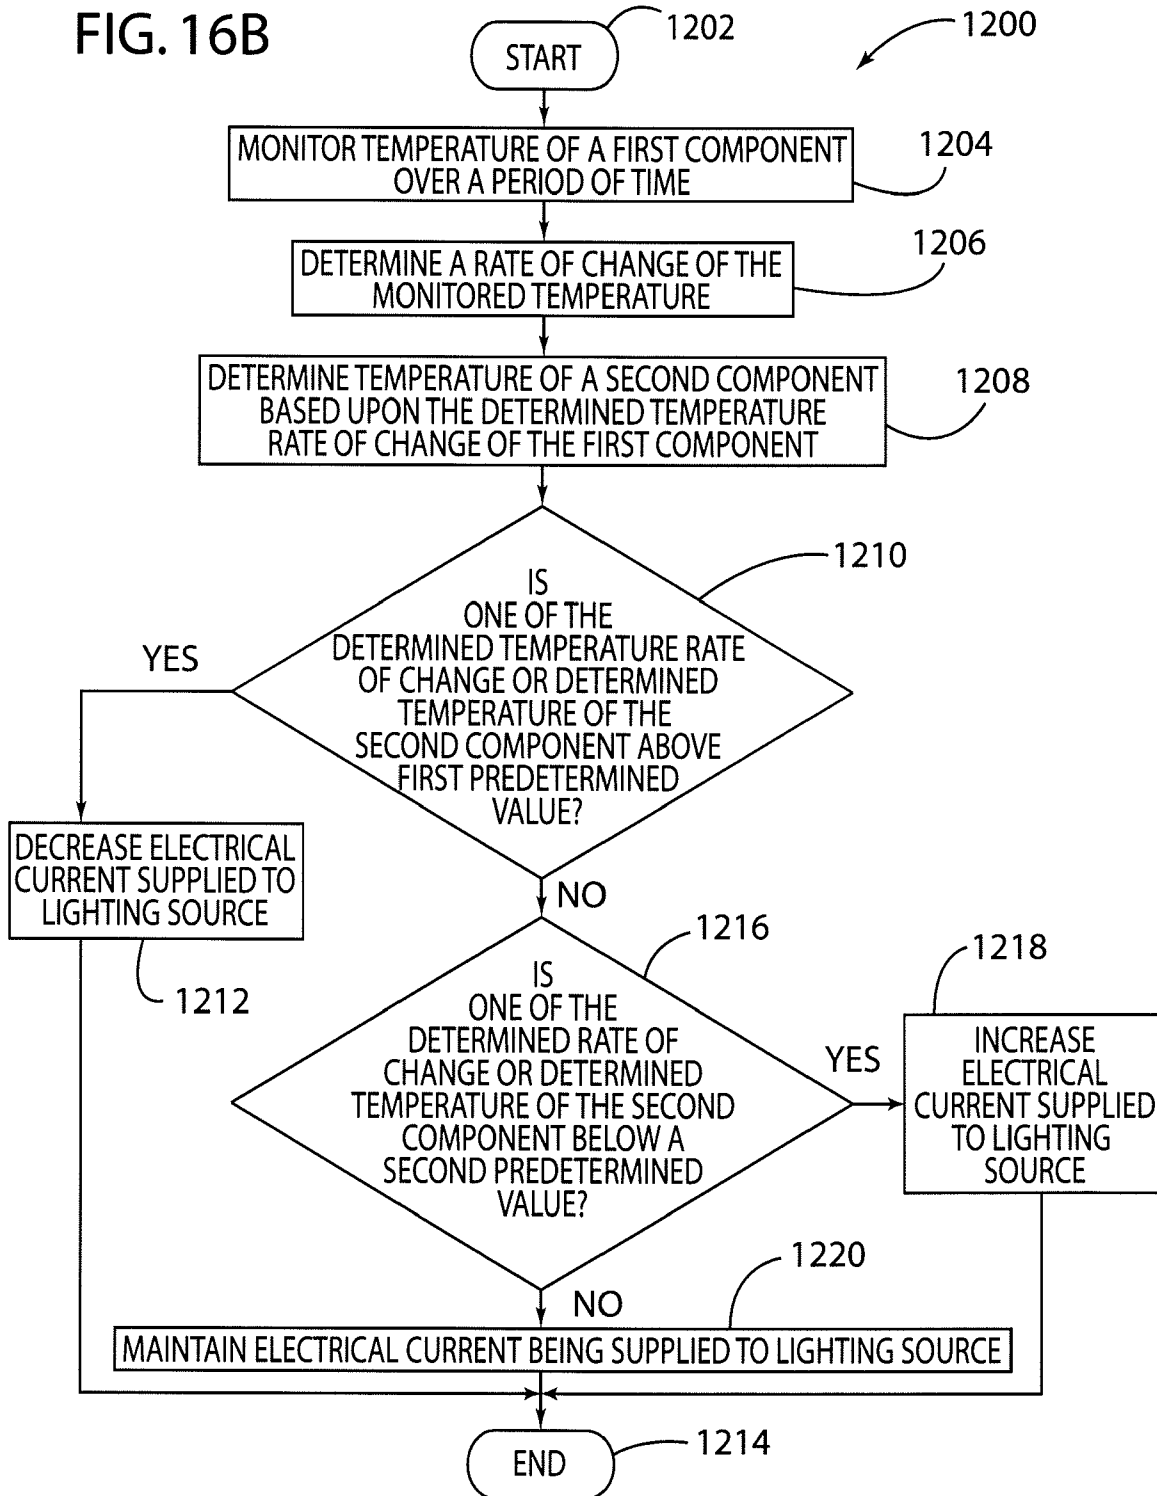 FIG. 16B
1202
1200
START
MONITOR TEMPERATURE OF A FIRST COMPONENT
OVER A PERIOD OF TIME
1204
DETERMINE A RATE OF CHANGE OF THE
MONITORED TEMPERATURE
1206
DETERMINE TEMPERATURE OF A SECOND COMPONENT
BASED UPON THE DETERMINED TEMPERATURE
RATE OF CHANGE OF THE FIRST COMPONENT
1208
1210
IS
ONE OF THE
DETERMINED TEMPERATURE RATE
OF CHANGE OR DETERMINED
TEMPERATURE OF THE
SECOND COMPONENT ABOVE
FIRST PREDETERMINED
VALUE?
YES
DECREASE ELECTRICAL
CURRENT SUPPLIED TO
LIGHTING SOURCE
1212
NO
1216
IS
ONE OF THE
DETERMINED RATE OF
CHANGE OR DETERMINED
TEMPERATURE OF THE SECOND
COMPONENT BELOW A
SECOND PREDETERMINED
VALUE?
YES
1218
INCREASE
ELECTRICAL
CURRENT SUPPLIED
TO LIGHTING
SOURCE
NO
1220
MAINTAIN ELECTRICAL CURRENT BEING SUPPLIED TO LIGHTING SOURCE
END
1214